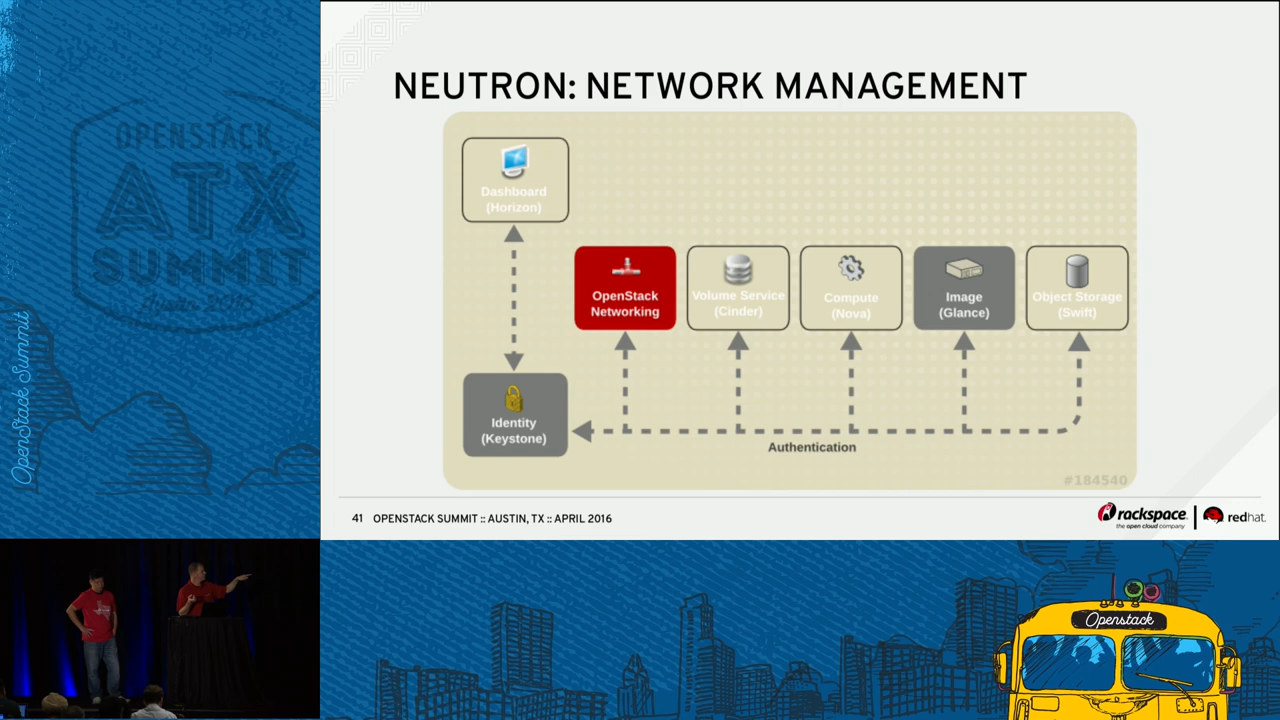 OPENSTACK
ATX
SUMMIT
Austin 2016
OpenStack Summit
NEUTRON: NETWORK MANAGEMENT
Dashboard
(Horizon)
OpenStack
Networking
Volume Service
(Cinder)
Compute
(Nova)
Image
(Glance)
Object Storage
(Swift)
Identity
(Keystone)
Authentication
#184540
41 OPENSTACK SUMMIT :: AUSTIN, TX :: APRIL 2016
rackspace.
the open cloud company
redhat.
Openstack